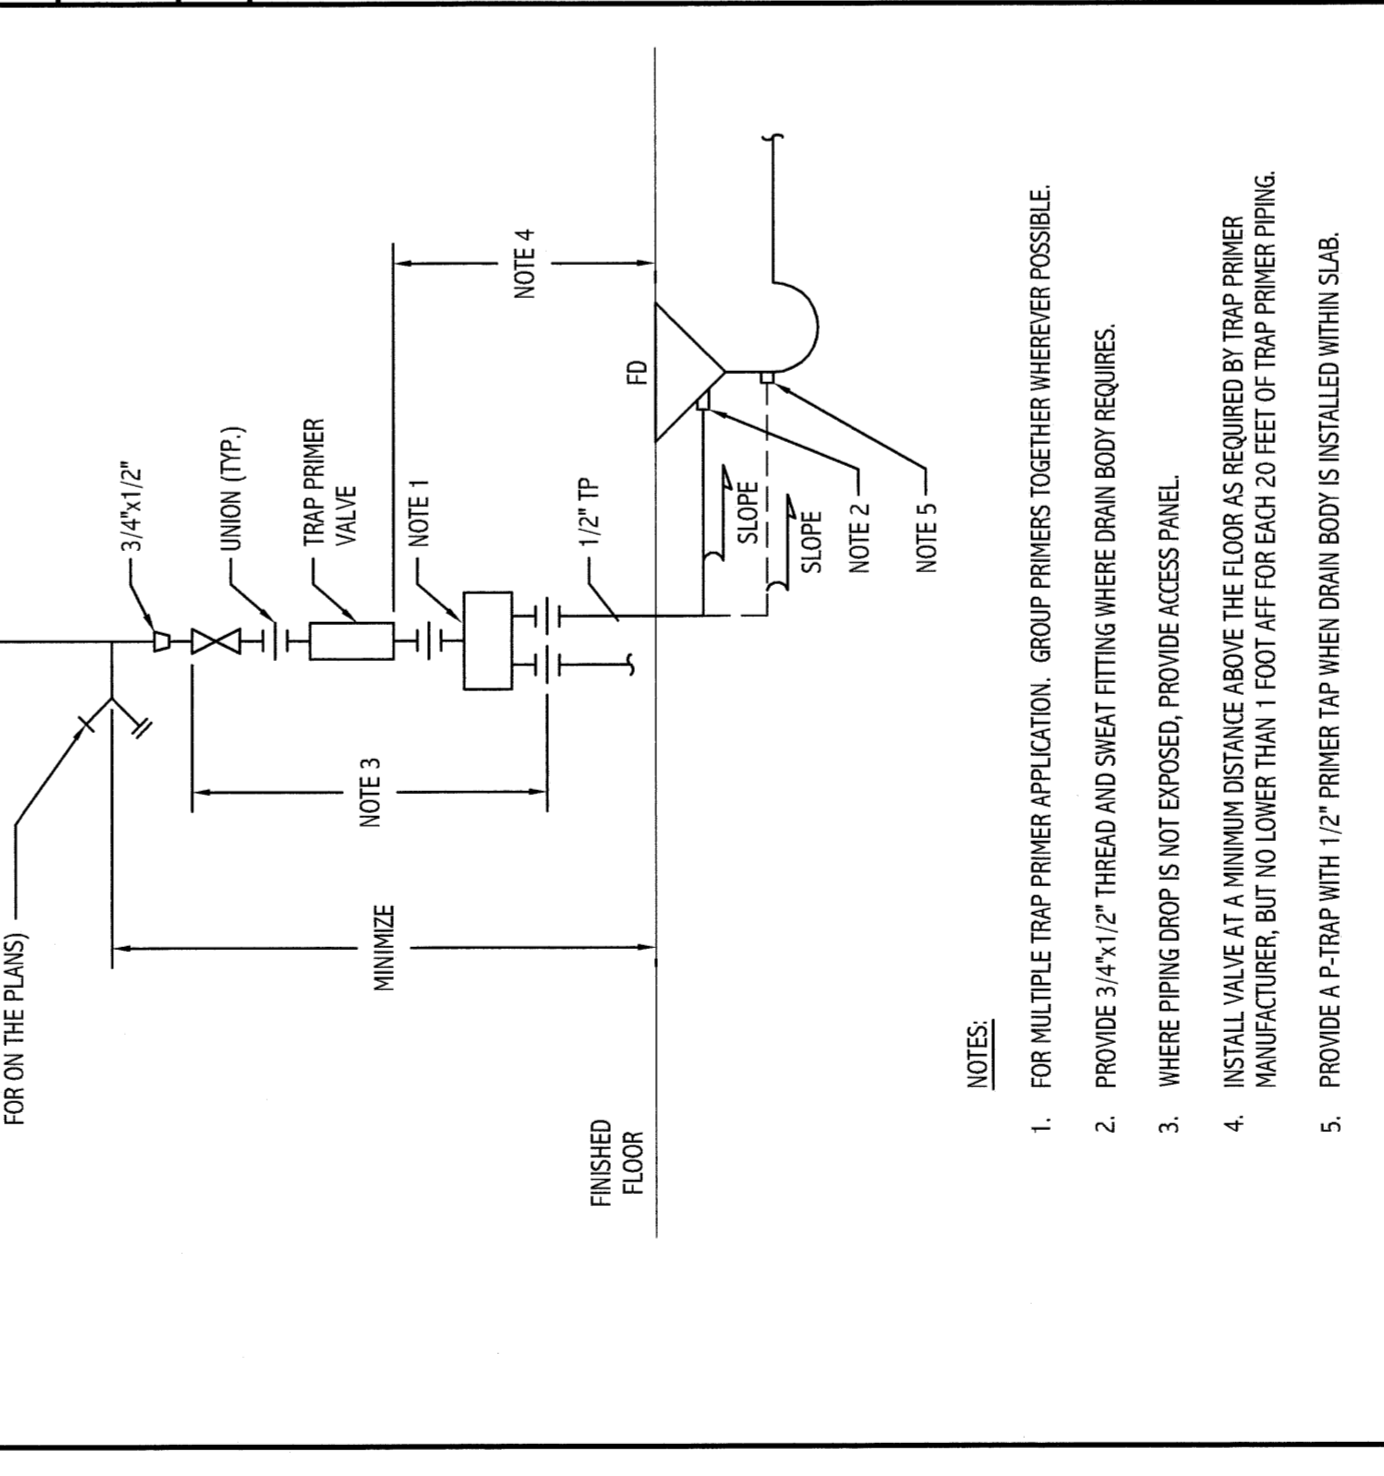 FOR ON THE PLANS)
3/4"x1/2"
UNION (TYP.)
TRAP PRIMER
VALVE
NOTE 1
1/2" TP
NOTE 3
MINIMIZE
NOTE 4
FD
FINISHED
FLOOR
SLOPE
SLOPE
NOTE 2
NOTE 5
NOTES:
1. FOR MULTIPLE TRAP PRIMER APPLICATION. GROUP PRIMERS TOGETHER WHEREVER POSSIBLE.
2. PROVIDE 3/4"x1/2" THREAD AND SWEAT FITTING WHERE DRAIN BODY REQUIRES.
3. WHERE PIPING DROP IS NOT EXPOSED, PROVIDE ACCESS PANEL.
4. INSTALL VALVE AT A MINIMUM DISTANCE ABOVE THE FLOOR AS REQUIRED BY TRAP PRIMER
MANUFACTURER, BUT NO LOWER THAN 1 FOOT AFF FOR EACH 20 FEET OF TRAP PRIMER PIPING.
5. PROVIDE A P-TRAP WITH 1/2" PRIMER TAP WHEN DRAIN BODY IS INSTALLED WITHIN SLAB.